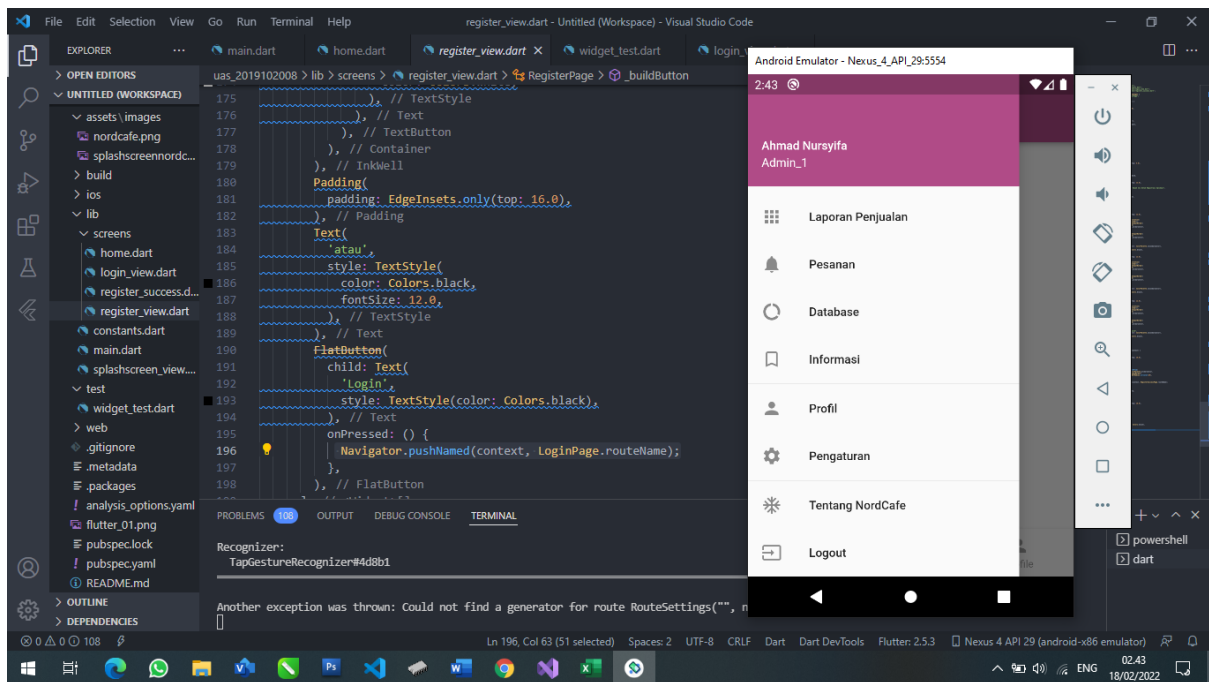 File Edit Selection View Go Run Terminal Help register_view.dart - Untitled (Workspace) - Visual Studio Code
EXPLORER
OPEN EDITORS
UNTITLED (WORKSPACE)
assets\images
nordcafe.png
splashscreennordc...
build
ios
lib
screens
home.dart
login_view.dart
register_success.d...
register_view.dart
constants.dart
main.dart
splashscreen_view....
test
widget_test.dart
web
.gitignore
.metadata
.packages
analysis_options.yaml
flutter_01.png
pubspec.lock
pubspec.yaml
README.md
OUTLINE
DEPENDENCIES
main.dart home.dart register_view.dart widget_test.dart
uas_2019102008 > lib > screens > register_view.dart > RegisterPage > _buildButton
175 ), // TextStyle
176 ), // Text
177 ), // TextButton
178 ), // Container
179 ), // InkWell
180 Padding(
181 padding: EdgeInsets.only(top: 16.0),
182 ), // Padding
183 Text(
184 'atau',
185 style: TextStyle(
186 color: Colors.black,
187 fontSize: 12.0,
188 ), // TextStyle
189 ), // Text
190 FlatButton(
191 child: Text(
192 'Login',
193 style: TextStyle(color: Colors.black),
194 ), // Text
195 onPressed: () {
196 Navigator.pushNamed(context, LoginPage.routeName);
197 },
198 ), // FlatButton
PROBLEMS 108 OUTPUT DEBUG CONSOLE TERMINAL
Recognizer:
TapGestureRecognizer#4d8b1
Another exception was thrown: Could not find a generator for route RouteSettings("",
powershell
dart
Android Emulator - Nexus_4_API_29:5554
2:43
Ahmad Nursyifa
Admin_1
Laporan Penjualan
Pesanan
Database
Informasi
Profil
Pengaturan
Tentang NordCafe
Logout
0 0 108 Ln 196, Col 63 (51 selected) Spaces: 2 UTF-8 CRLF Dart Dart DevTools Flutter: 2.5.3 Nexus 4 API 29 (android-x86 emulator)
ENG
02.43
18/02/2022